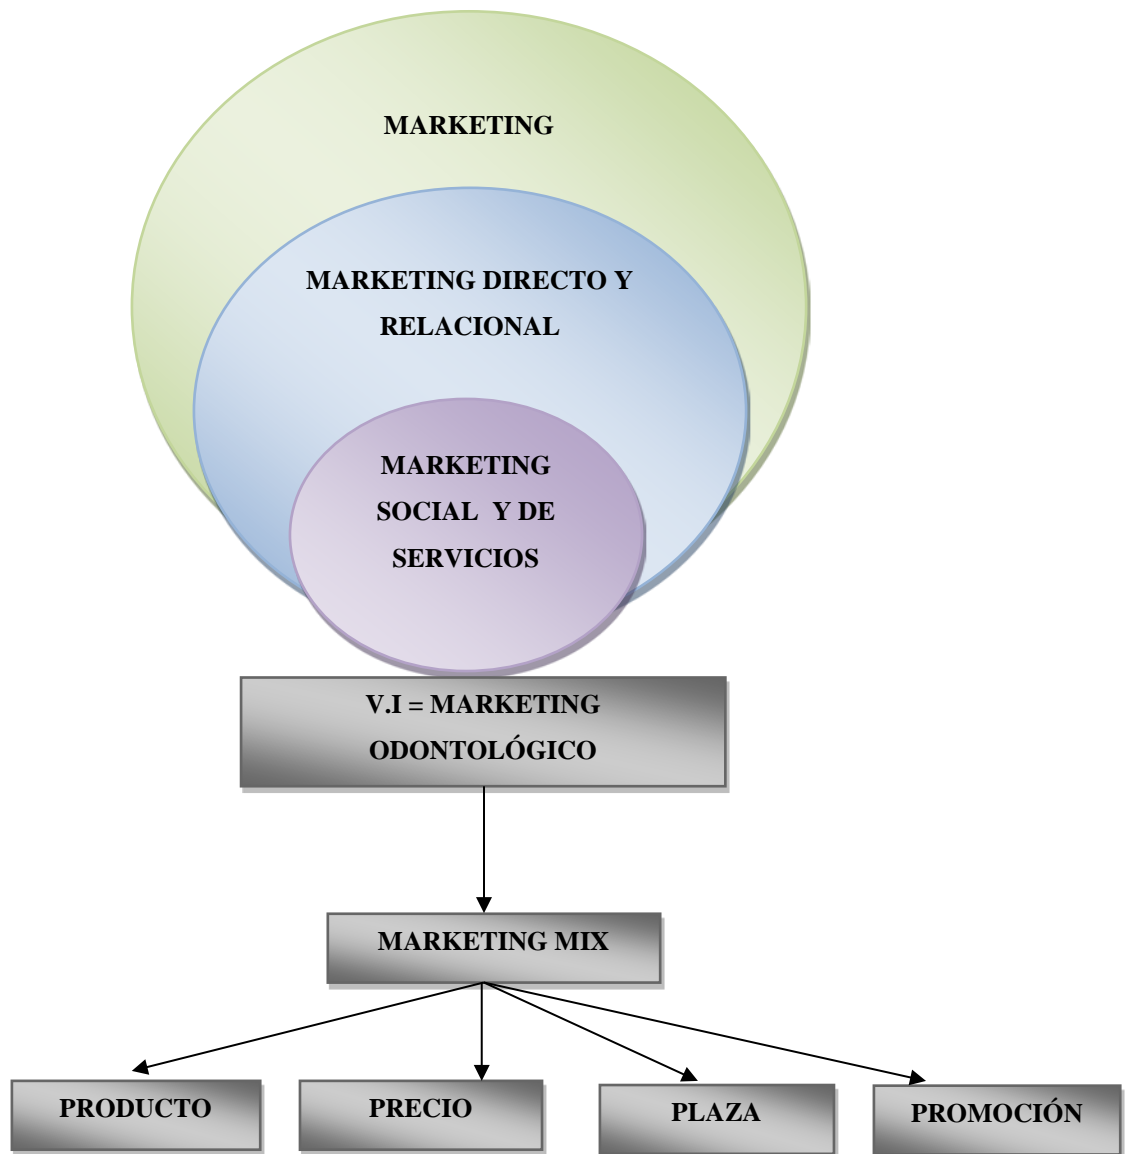 MARKETING
MARKETING DIRECTO Y
RELACIONAL
MARKETING
SOCIAL Y DE
SERVICIOS
V.I = MARKETING
ODONTOLÓGICO
MARKETING MIX
PRODUCTO
PRECIO
PLAZA
PROMOCIÓN